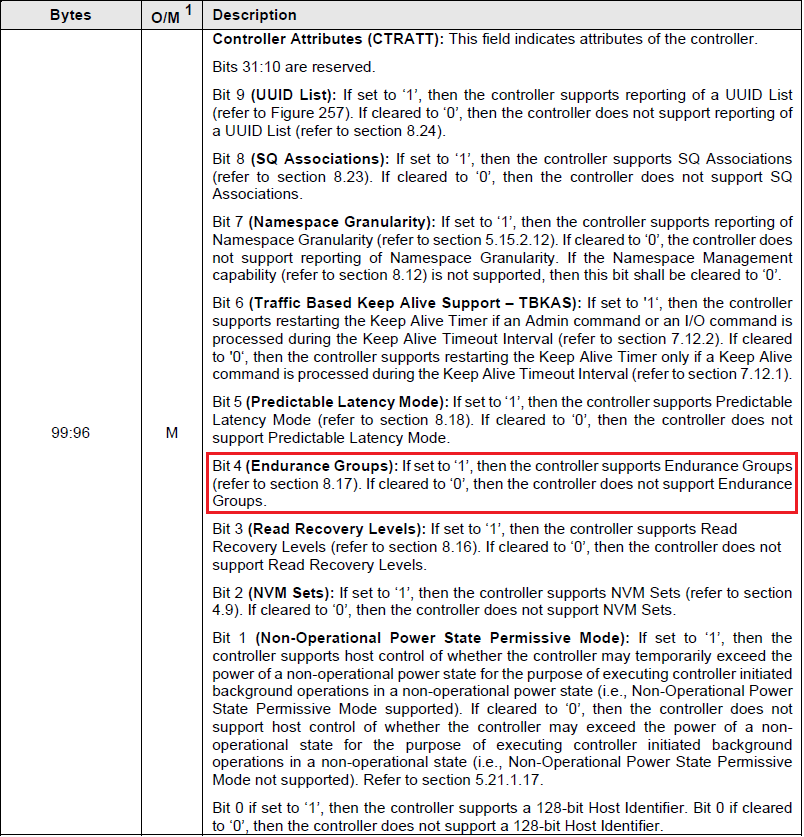 Bytes O/M 1 Description
Controller Attributes (CTRATT): This field indicates attributes of the controller.
Bits 31:10 are reserved.
Bit 9 (UUID List): If set to ‘1’, then the controller supports reporting of a UUID List
(refer to Figure 257). If cleared to ‘0’, then the controller does not support reporting of
a UUID List (refer to section 8.24).
Bit 8 (SQ Associations): If set to ‘1’, then the controller supports SQ Associations
(refer to section 8.23). If cleared to ‘0’, then the controller does not support SQ
Associations.
Bit 7 (Namespace Granularity): If set to ‘1’, then the controller supports reporting of
Namespace Granularity (refer to section 5.15.2.12). If cleared to ‘0’, the controller does
not support reporting of Namespace Granularity. If the Namespace Management
capability (refer to section 8.12) is not supported, then this bit shall be cleared to ‘0’.
Bit 6 (Traffic Based Keep Alive Support – TBKAS): If set to '1‘, then the controller
supports restarting the Keep Alive Timer if an Admin command or an I/O command is
processed during the Keep Alive Timeout Interval (refer to section 7.12.2). If cleared
to '0‘, then the controller supports restarting the Keep Alive Timer only if a Keep Alive
command is processed during the Keep Alive Timeout Interval (refer to section 7.12.1).
Bit 5 (Predictable Latency Mode): If set to ‘1’, then the controller supports Predictable
Latency Mode (refer to section 8.18). If cleared to ‘0’, then the controller does not
support Predictable Latency Mode.
99:96 M
Bit 4 (Endurance Groups): If set to ‘1’, then the controller supports Endurance Groups
(refer to section 8.17). If cleared to ‘0’, then the controller does not support Endurance
Groups.
Bit 3 (Read Recovery Levels): If set to ‘1’, then the controller supports Read
Recovery Levels (refer to section 8.16). If cleared to ‘0’, then the controller does not
support Read Recovery Levels.
Bit 2 (NVM Sets): If set to ‘1’, then the controller supports NVM Sets (refer to section
4.9). If cleared to ‘0’, then the controller does not support NVM Sets.
Bit 1 (Non-Operational Power State Permissive Mode): If set to ‘1’, then the
controller supports host control of whether the controller may temporarily exceed the
power of a non-operational power state for the purpose of executing controller initiated
background operations in a non-operational power state (i.e., Non-Operational Power
State Permissive Mode supported). If cleared to ‘0’, then the controller does not
support host control of whether the controller may exceed the power of a non-
operational state for the purpose of executing controller initiated background
operations in a non-operational state (i.e., Non-Operational Power State Permissive
Mode not supported). Refer to section 5.21.1.17.
Bit 0 if set to ‘1’, then the controller supports a 128-bit Host Identifier. Bit 0 if cleared
to ‘0’, then the controller does not support a 128-bit Host Identifier.